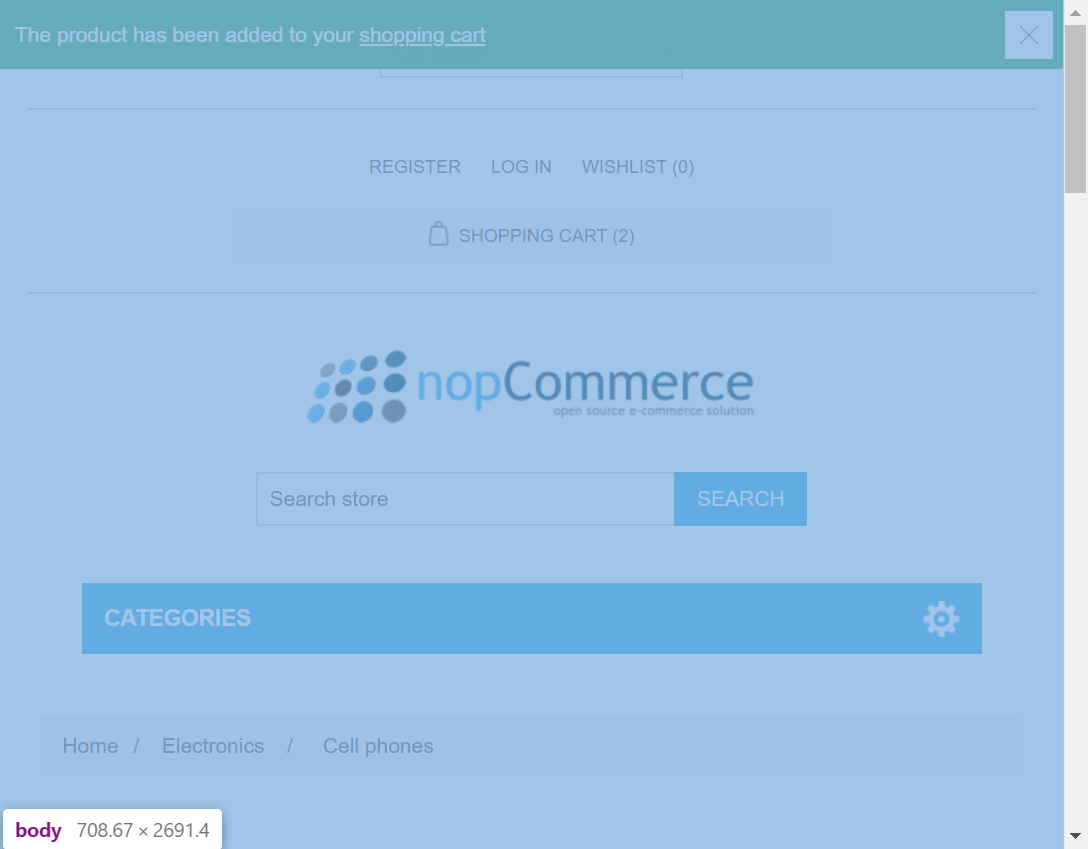 The product has been added to your shopping cart
REGISTER LOG IN WISHLIST (0)
SHOPPING CART (2)
nopCommerce
open source e-commerce solution
Search store SEARCH
CATEGORIES
Home / Electronics / Cell phones
body 708.67 × 2691.4